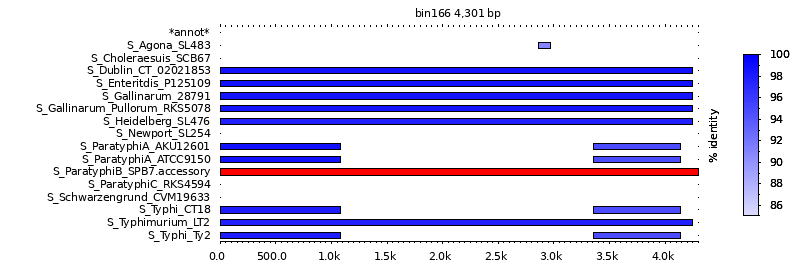 bin166 4,301 bp
*annot*
S_Agona_SL483
S_Choleraesuis_SCB67
S_Dublin_CT_02021853
S_Enteritdis_P125109
S_Gallinarum_28791
S_Gallinarum_Pullorum_RKS5078
S_Heidelberg_SL476
S_Newport_SL254
S_ParatyphiA_AKU12601
S_ParatyphiA_ATCC9150
S_ParatyphiB_SPB7.accessory
S_ParatyphiC_RKS4594
S_Schwarzengrund_CVM19633
S_Typhi_CT18
S_Typhimurium_LT2
S_Typhi_Ty2
0.0 500.0 1.0k 1.5k 2.0k 2.5k 3.0k 3.5k 4.0k
% identity
100
98
96
94
92
90
88
86